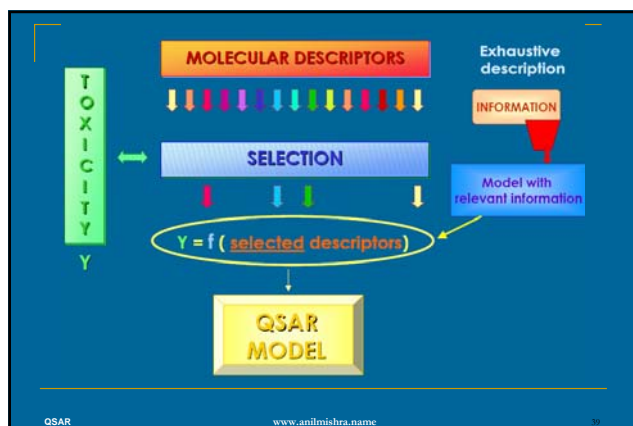 MOLECULAR DESCRIPTORS
Exhaustive
description
INFORMATION
TOXICITY
Y
SELECTION
Model with
relevant information
Y = f ( selected descriptors)
QSAR
MODEL
QSAR
www.anilmishra.name
39